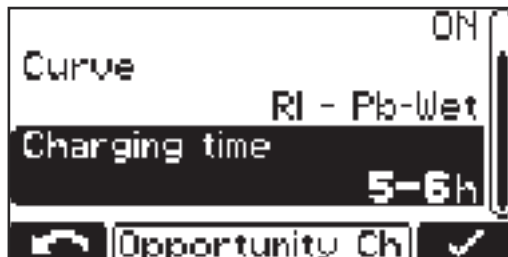 ON
Curve
RI - Pb-Wet
Charging time
5-6h
Opportunity Ch